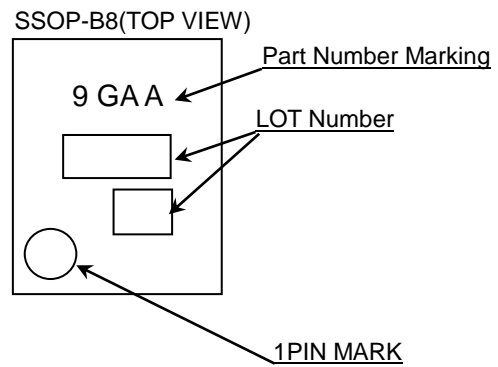 SSOP-B8(TOP VIEW)
Part Number Marking
9 GA A
LOT Number
1PIN MARK